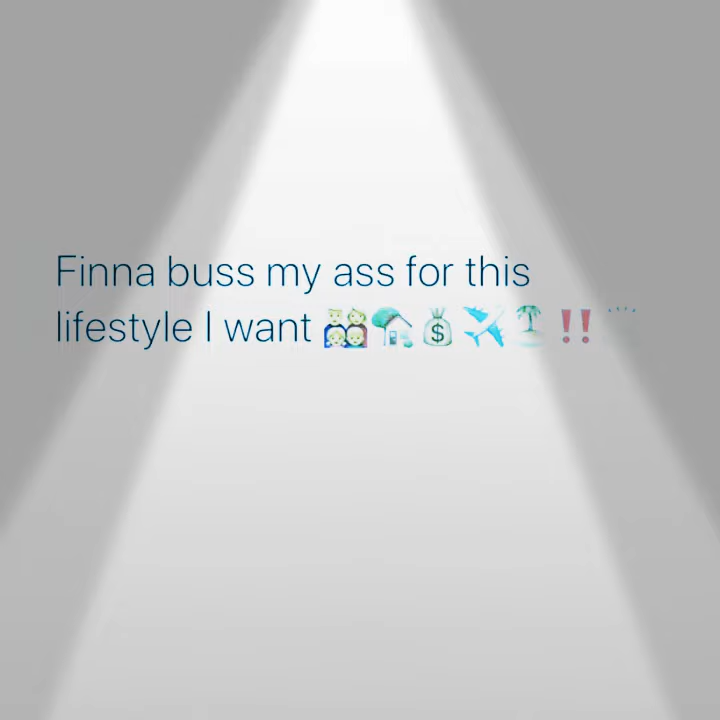 Finna buss my ass for this
lifestyle I want 👨‍👩‍👧‍👦🏡💰✈️🏝‼️